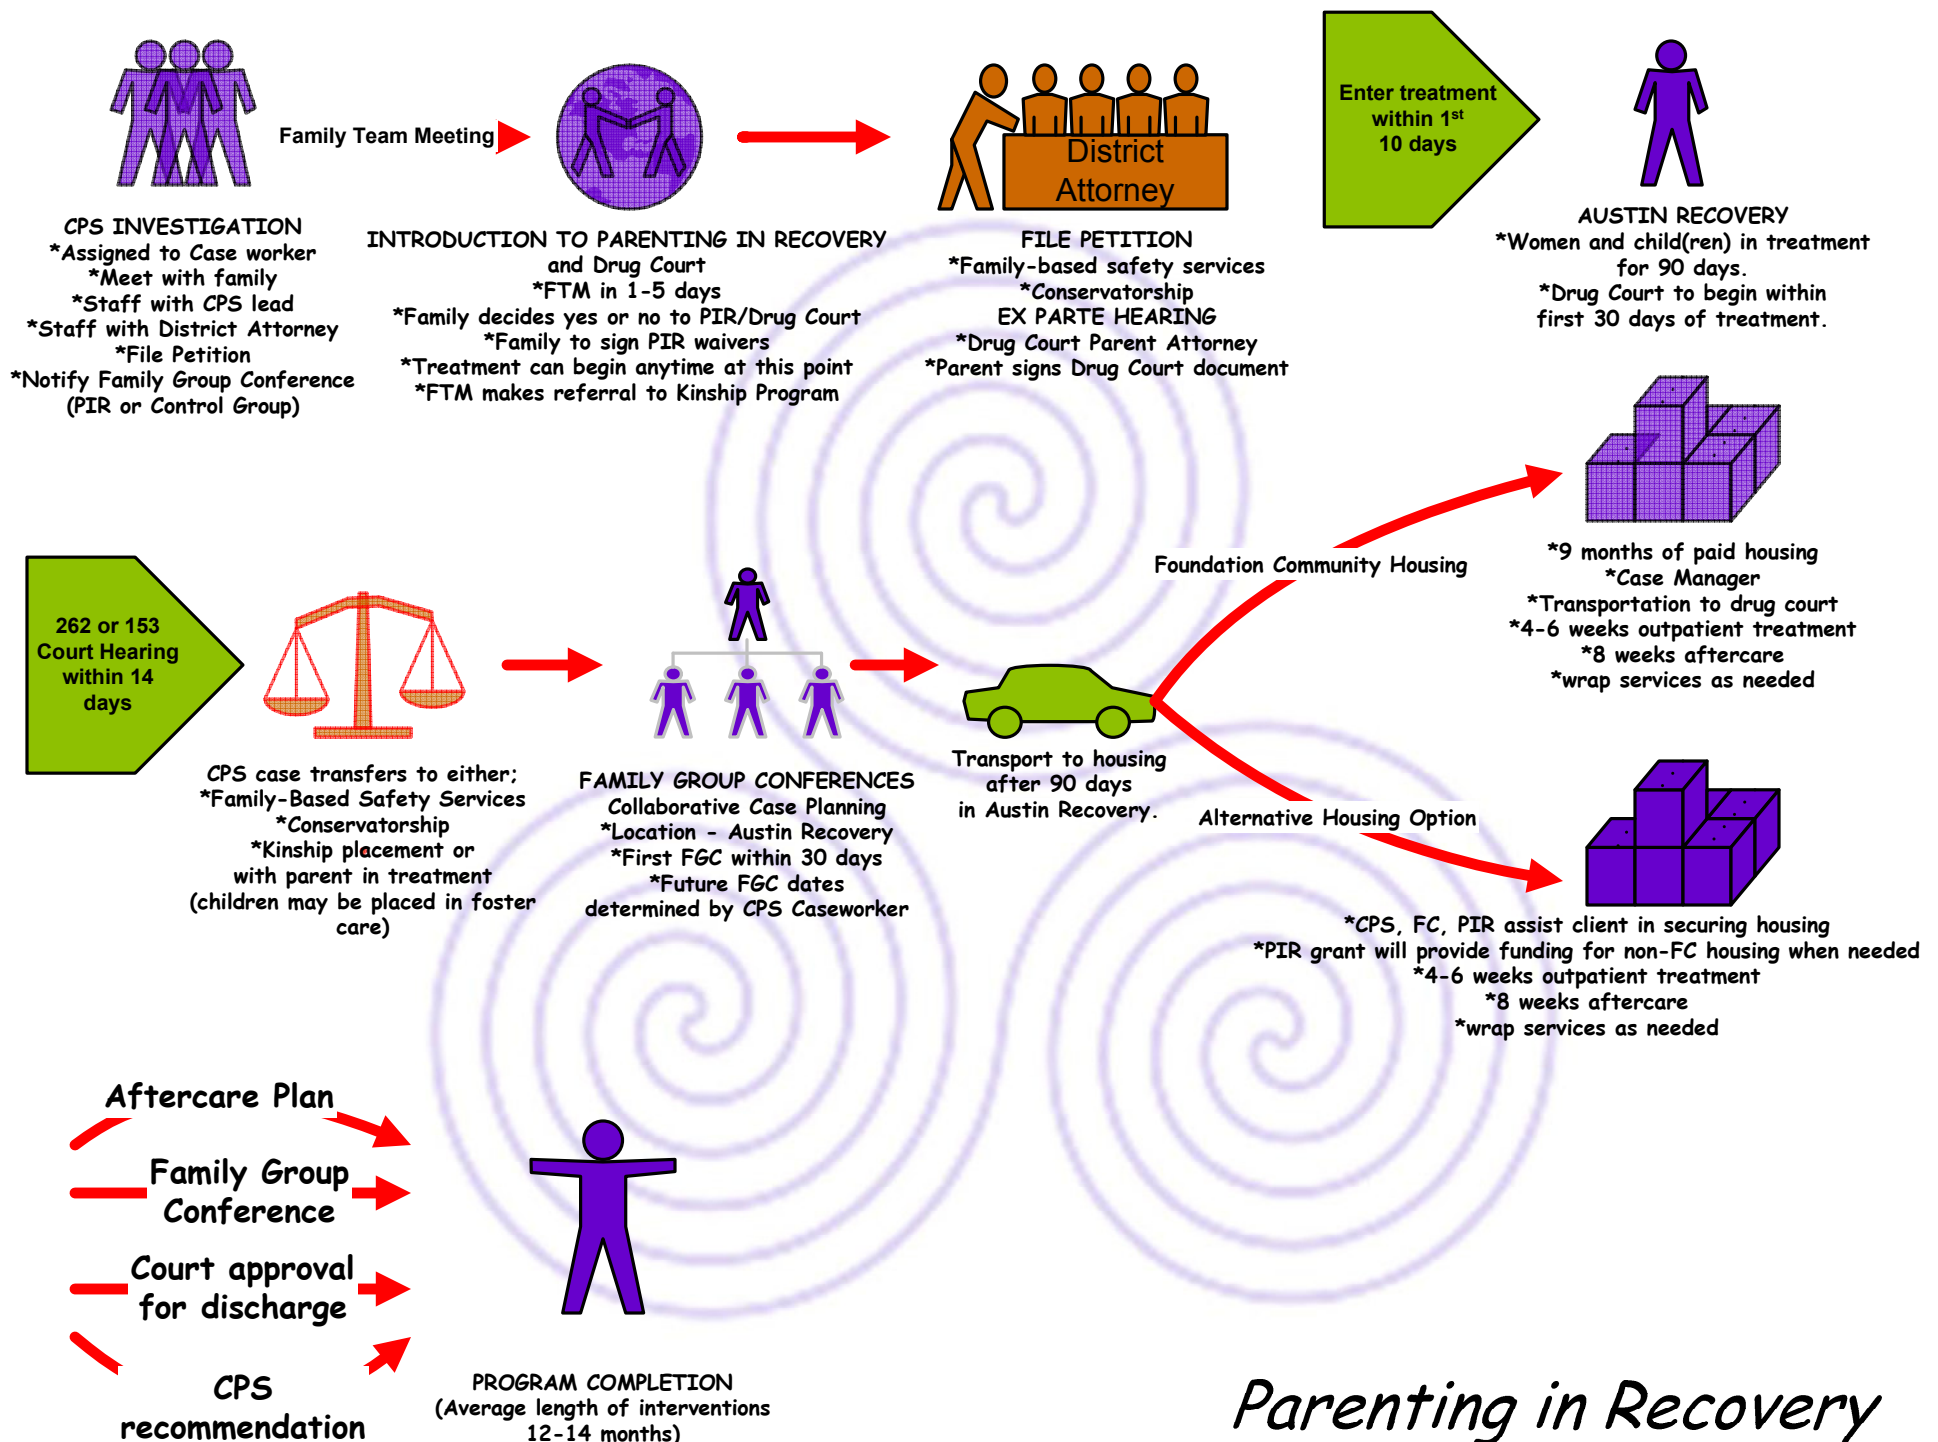 CPS INVESTIGATION
*Assigned to Case worker
*Meet with family
*Staff with CPS lead
*Staff with District Attorney
*File Petition
*Notify Family Group Conference
(PIR or Control Group)
Family Team Meeting
INTRODUCTION TO PARENTING IN RECOVERY
and Drug Court
*FTM in 1-5 days
*Family decides yes or no to PIR/Drug Court
*Family to sign PIR waivers
*Treatment can begin anytime at this point
*FTM makes referral to Kinship Program
District
Attorney
FILE PETITION
*Family-based safety services
*Conservatorship
EX PARTE HEARING
*Drug Court Parent Attorney
*Parent signs Drug Court document
Enter treatment
within 1st
10 days
AUSTIN RECOVERY
*Women and child(ren) in treatment
for 90 days.
*Drug Court to begin within
first 30 days of treatment.
262 or 153
Court Hearing
within 14
days
CPS case transfers to either;
*Family-Based Safety Services
*Conservatorship
*Kinship placement or
with parent in treatment
(children may be placed in foster
care)
FAMILY GROUP CONFERENCES
Collaborative Case Planning
*Location - Austin Recovery
*First FGC within 30 days
*Future FGC dates
determined by CPS Caseworker
Transport to housing
after 90 days
in Austin Recovery.
Foundation Community Housing
*9 months of paid housing
*Case Manager
*Transportation to drug court
*4-6 weeks outpatient treatment
*8 weeks aftercare
*wrap services as needed
Alternative Housing Option
*CPS, FC, PIR assist client in securing housing
*PIR grant will provide funding for non-FC housing when needed
*4-6 weeks outpatient treatment
*8 weeks aftercare
*wrap services as needed
Aftercare Plan
Family Group
Conference
Court approval
for discharge
CPS
recommendation
PROGRAM COMPLETION
(Average length of interventions
12-14 months)
Parenting in Recovery